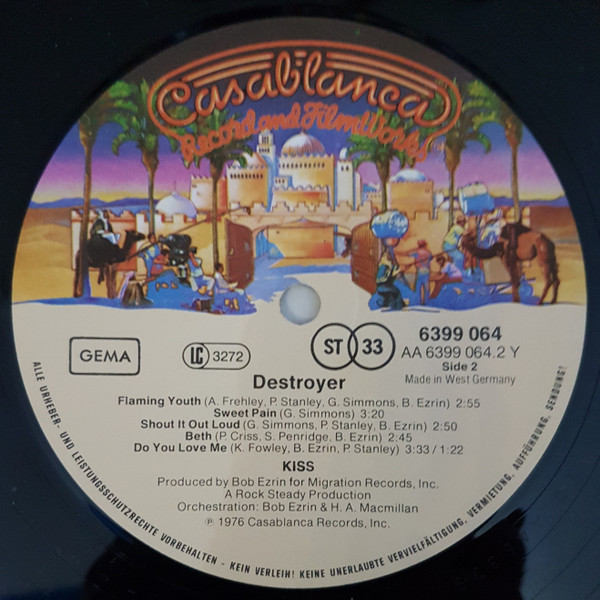 Casablanca
Record and FilmWorks
GEMA
LC 3272
ST 33
6399 064
AA 6399 064.2 Y
Side 2
Made in West Germany
Destroyer
Flaming Youth (A. Frehley, P. Stanley, G. Simmons, B. Ezrin) 2:55
Sweet Pain (G. Simmons) 3:20
Shout It Out Loud (G. Simmons, P. Stanley, B. Ezrin) 2:50
Beth (P. Criss, S. Penridge, B. Ezrin) 2:45
Do You Love Me (K. Fowley, B. Ezrin, P. Stanley) 3:33 / 1:22
KISS
Produced by Bob Ezrin for Migration Records, Inc.
A Rock Steady Production
Orchestration: Bob Ezrin & H. A. Macmillan
℗ 1976 Casablanca Records, Inc.
ALLE URHEBER- UND LEISTUNGSSCHUTZRECHTE VORBEHALTEN - KEIN VERLEIH! KEINE UNERLAUBTE VERVIELFÄLTIGUNG, VERMIETUNG, AUFFÜHRUNG, SENDUNG!